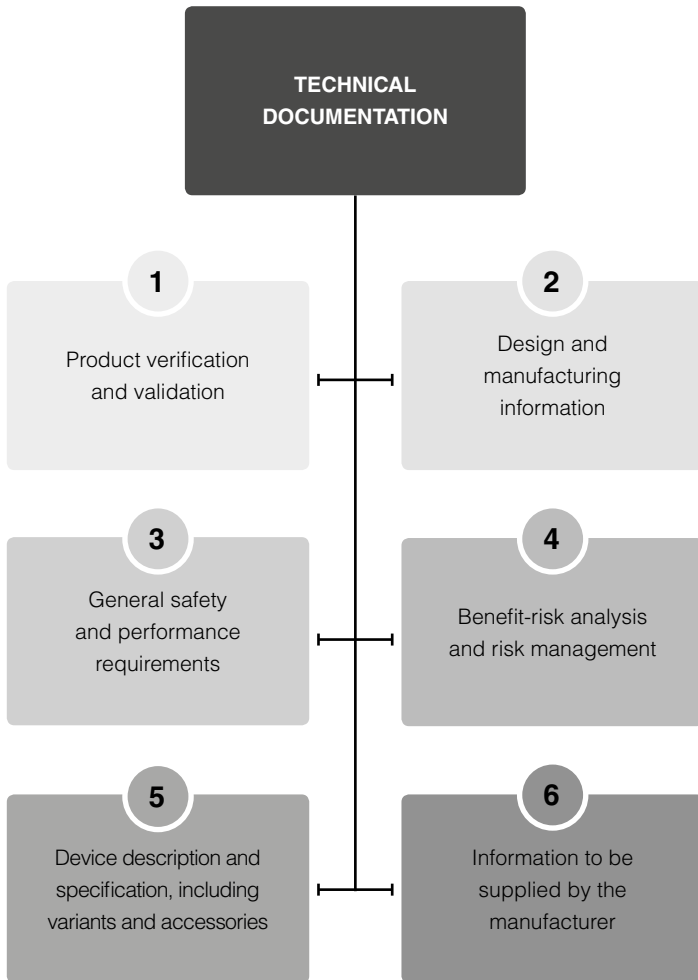 TECHNICAL
DOCUMENTATION
1
Product verification
and validation
2
Design and
manufacturing
information
3
General safety
and performance
requirements
4
Benefit-risk analysis
and risk management
5
Device description and
specification, including
variants and accessories
6
Information to be
supplied by the
manufacturer